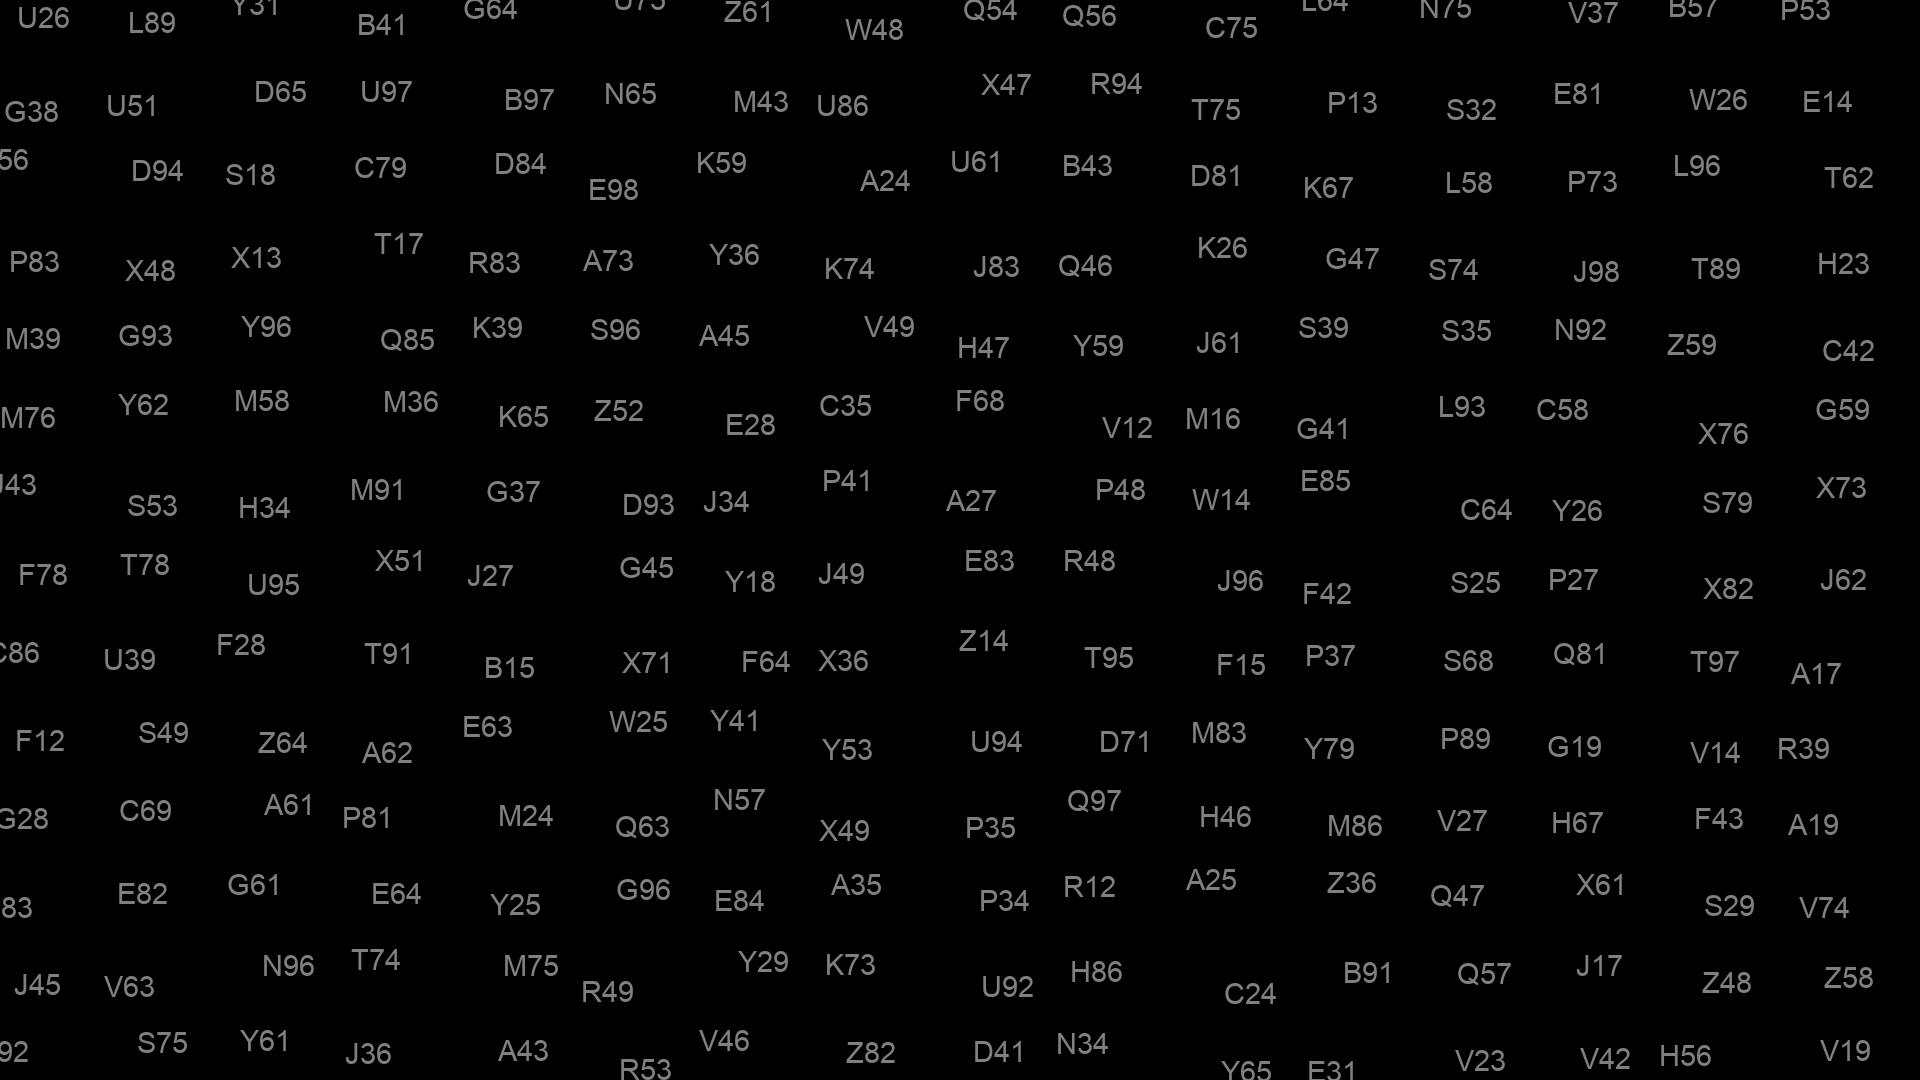 U26 L89 Y31 B41 G64 U75 Z61 W48 Q54 Q56 C75 L64 N75 V37 B57 P53
G38 U51 D65 U97 B97 N65 M43 U86 X47 R94 T75 P13 S32 E81 W26 E14
56 D94 S18 C79 D84 E98 K59 A24 U61 B43 D81 K67 L58 P73 L96 T62
P83 X48 X13 T17 R83 A73 Y36 K74 J83 Q46 K26 G47 S74 J98 T89 H23
M39 G93 Y96 Q85 K39 S96 A45 V49 H47 Y59 J61 S39 S35 N92 Z59 C42
M76 Y62 M58 M36 K65 Z52 E28 C35 F68 V12 M16 G41 L93 C58 X76 G59
43 S53 H34 M91 G37 D93 J34 P41 A27 P48 W14 E85 C64 Y26 S79 X73
F78 T78 U95 X51 J27 G45 Y18 J49 E83 R48 J96 F42 S25 P27 X82 J62
C86 U39 F28 T91 B15 X71 F64 X36 Z14 T95 F15 P37 S68 Q81 T97 A17
F12 S49 Z64 A62 E63 W25 Y41 Y53 U94 D71 M83 Y79 P89 G19 V14 R39
G28 C69 A61 P81 M24 Q63 N57 X49 P35 Q97 H46 M86 V27 H67 F43 A19
83 E82 G61 E64 Y25 G96 E84 A35 P34 R12 A25 Z36 Q47 X61 S29 V74
J45 V63 N96 T74 M75 R49 Y29 K73 U92 H86 C24 B91 Q57 J17 Z48 Z58
92 S75 Y61 J36 A43 R53 V46 Z82 D41 N34 Y65 E31 V23 V42 H56 V19